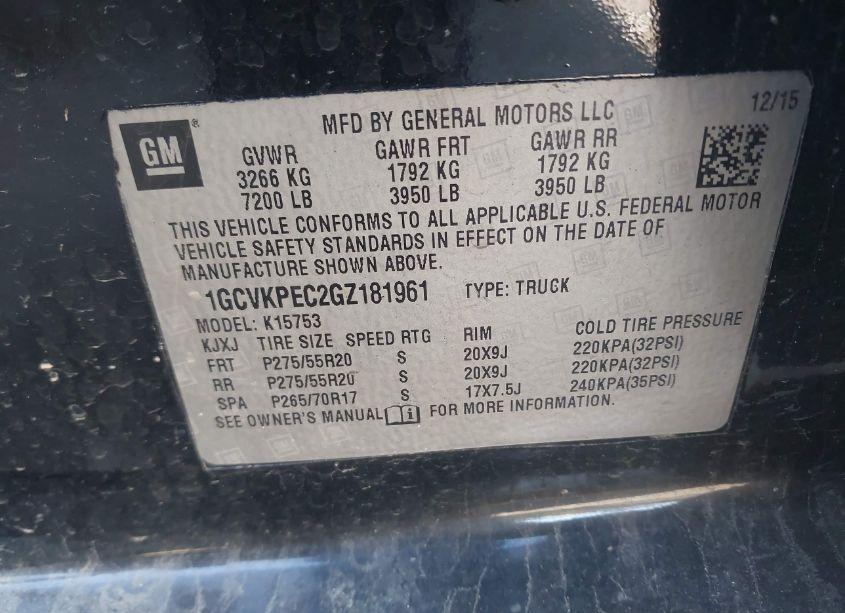 12/15
MFD BY GENERAL MOTORS LLC
GM®
GVWR GAWR FRT GAWR RR
3266 KG 1792 KG 1792 KG
7200 LB 3950 LB 3950 LB
THIS VEHICLE CONFORMS TO ALL APPLICABLE U.S. FEDERAL MOTOR
VEHICLE SAFETY STANDARDS IN EFFECT ON THE DATE OF
MANUFACTURE SHOWN ABOVE.
1GCVKPEC2GZ181961 TYPE: TRUCK
MODEL: K15753
KJXJ TIRE SIZE SPEED RTG RIM COLD TIRE PRESSURE
FRT P275/55R20 S 20X9J 220KPA(32PSI)
RR P275/55R20 S 20X9J 220KPA(32PSI)
SPA P265/70R17 S 17X7.5J 240KPA(35PSI)
SEE OWNER'S MANUAL FOR MORE INFORMATION.